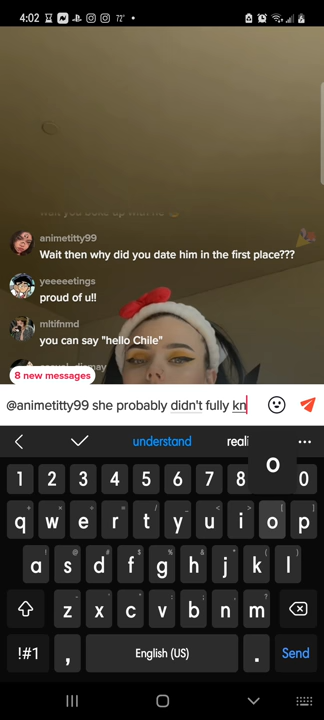 4:02 72°
animetitty99
Wait then why did you date him in the first place???
yeeeeetings
proud of u!!
mltifnmd
you can say "hello Chile"
8 new messages
@animetitty99 she probably didn't fully kn
understand reali
1 2 3 4 5 6 7 8 0
o
q w e r t y u i o p
a s d f g h j k l
z x c v b n m
!#1 , English (US) . Send